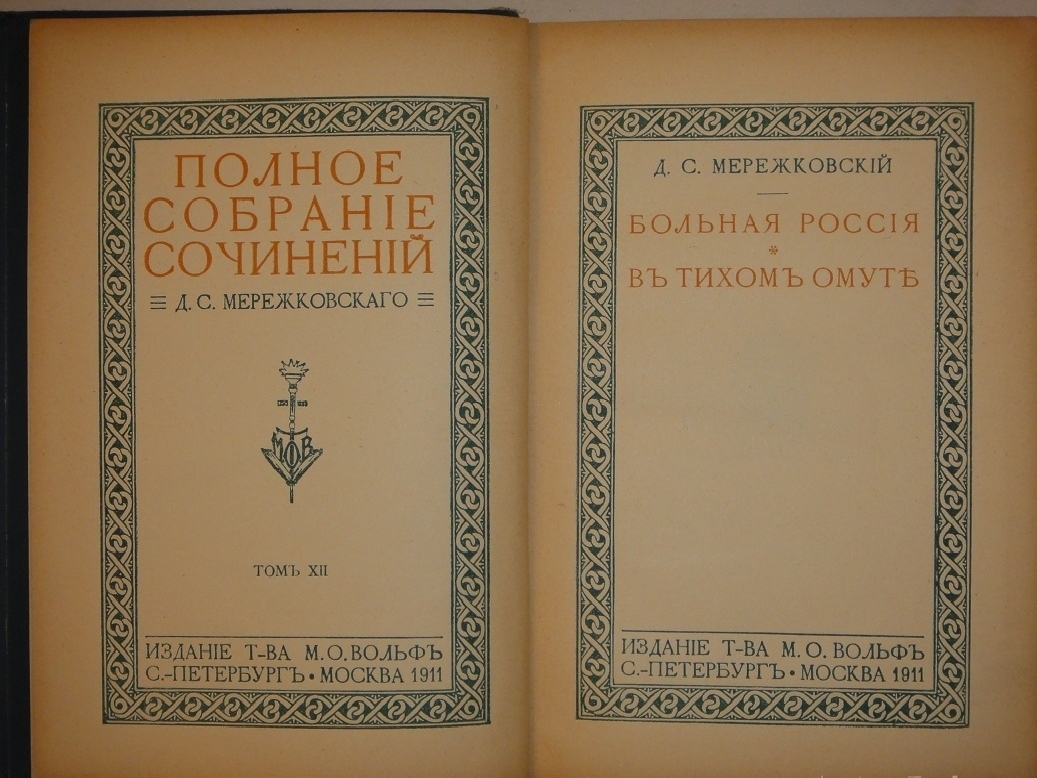 ПОЛНОЕ
СОБРАНІЕ
СОЧИНЕНІЙ
Д. С. МЕРЕЖКОВСКАГО
М О В
ТОМЪ XII
ИЗДАНІЕ Т-ВА М. О. ВОЛЬФЪ
С.-ПЕТЕРБУРГЪ • МОСКВА 1911
Д. С. МЕРЕЖКОВСКІЙ
БОЛЬНАЯ РОССІЯ
*
ВЪ ТИХОМЪ ОМУТѢ
ИЗДАНІЕ Т-ВА М. О. ВОЛЬФЪ
С.-ПЕТЕРБУРГЪ • МОСКВА 1911